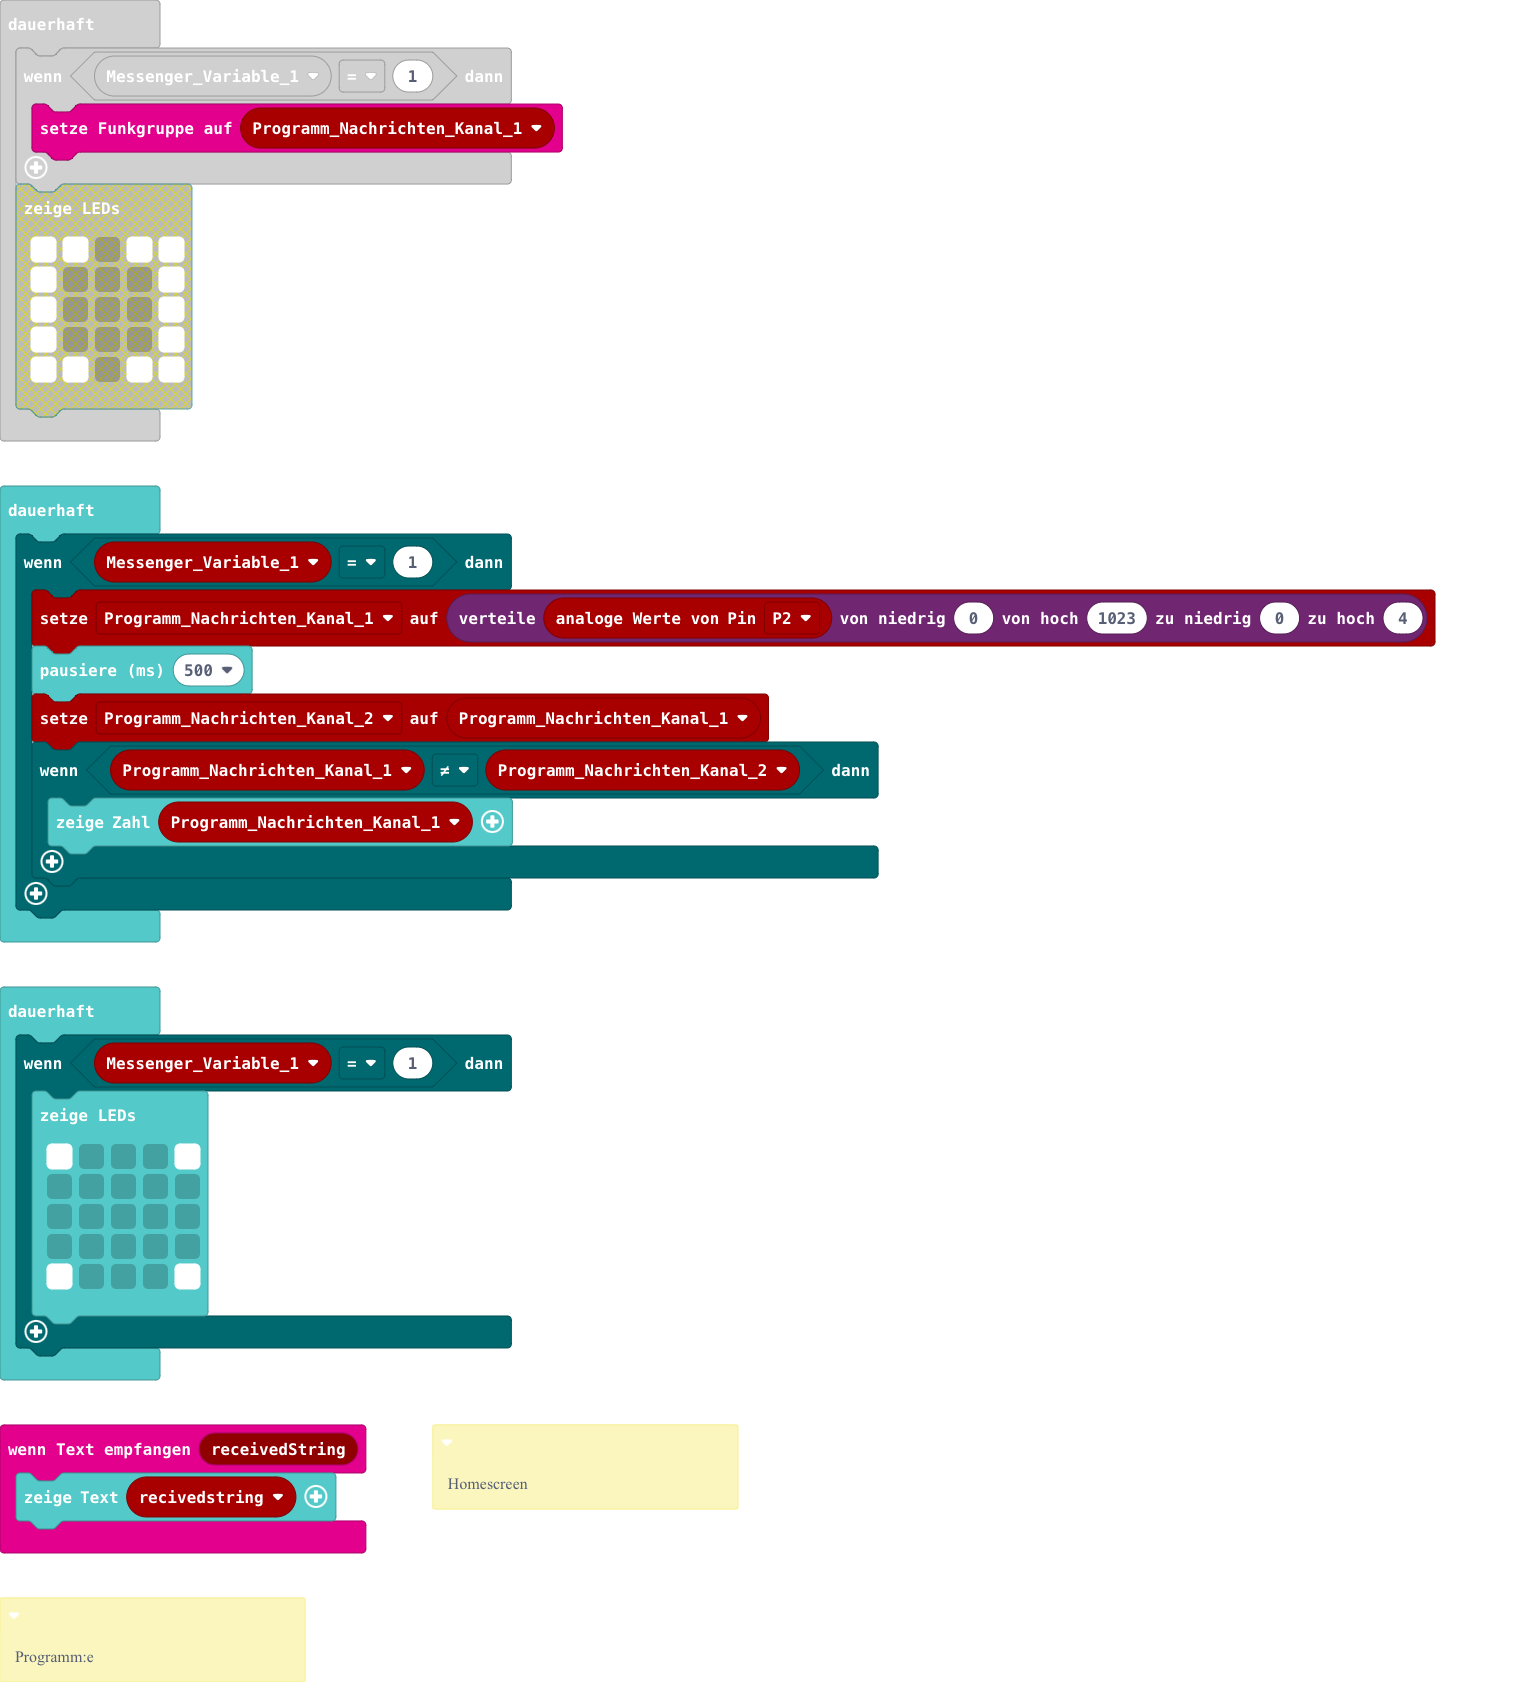 dauerhaft
wenn Messenger_Variable_1 = 1 dann
setze Funkgruppe auf Programm_Nachrichten_Kanal_1
zeige LEDs
dauerhaft
wenn Messenger_Variable_1 = 1 dann
setze Programm_Nachrichten_Kanal_1 auf verteile analoge Werte von Pin P2 von niedrig 0 von hoch 1023 zu niedrig 0 zu hoch 4
pausiere (ms) 500
setze Programm_Nachrichten_Kanal_2 auf Programm_Nachrichten_Kanal_1
wenn Programm_Nachrichten_Kanal_1 ≠ Programm_Nachrichten_Kanal_2 dann
zeige Zahl Programm_Nachrichten_Kanal_1
dauerhaft
wenn Messenger_Variable_1 = 1 dann
zeige LEDs
wenn Text empfangen receivedString
zeige Text recivedstring
Homescreen
Programm:e